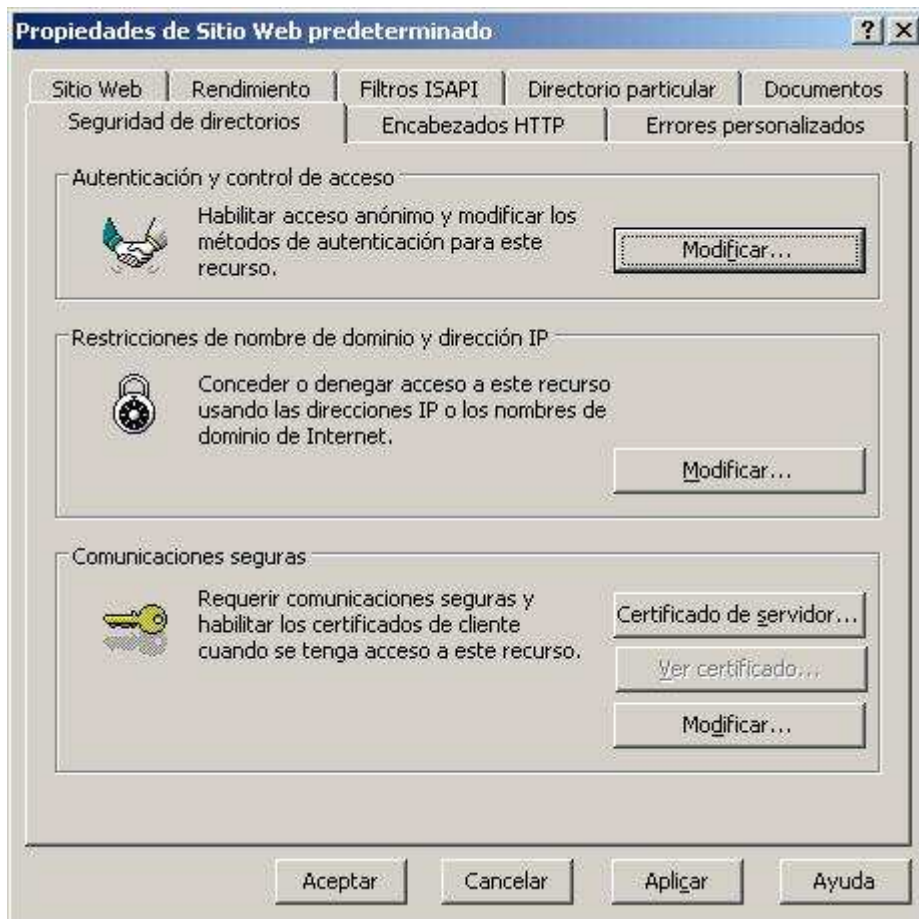 Propiedades de Sitio Web predeterminado
Sitio Web
Rendimiento
Filtros ISAPI
Directorio particular
Documentos
Seguridad de directorios
Encabezados HTTP
Errores personalizados
Autenticación y control de acceso
Habilitar acceso anónimo y modificar los
métodos de autenticación para este
recurso.
Modificar...
Restricciones de nombre de dominio y dirección IP
Conceder o denegar acceso a este recurso
usando las direcciones IP o los nombres de
dominio de Internet.
Modificar...
Comunicaciones seguras
Requerir comunicaciones seguras y
habilitar los certificados de cliente
cuando se tenga acceso a este recurso.
Certificado de servidor...
Ver certificado...
Modificar...
Aceptar
Cancelar
Aplicar
Ayuda